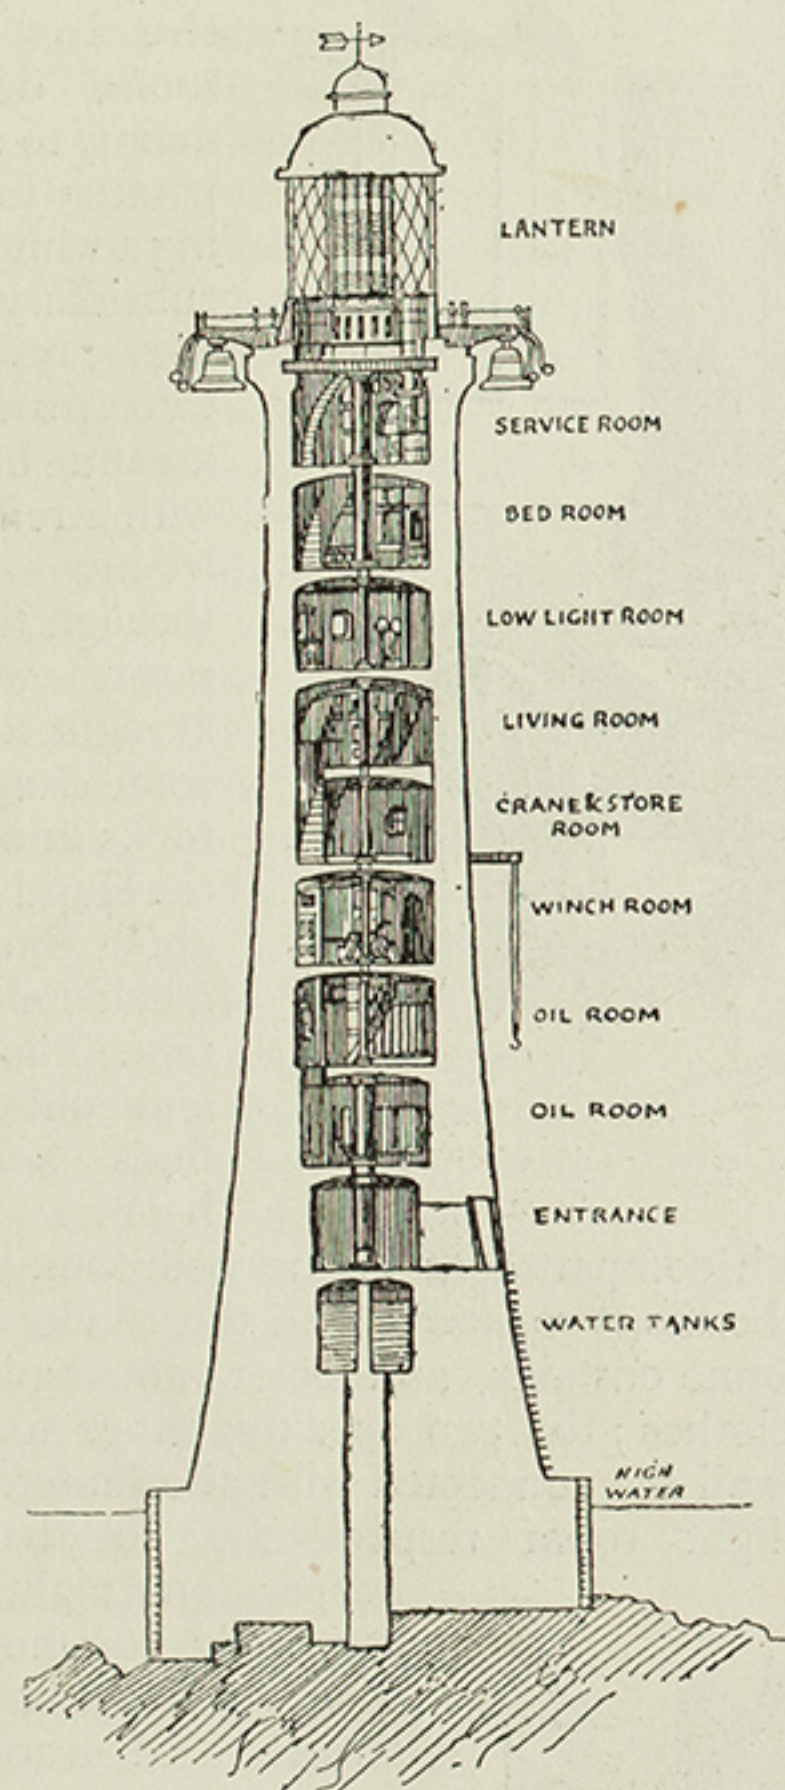 LANTERN
SERVICE ROOM
BED ROOM
LOW LIGHT ROOM
LIVING ROOM
CRANE & STORE
ROOM
WINCH ROOM
OIL ROOM
OIL ROOM
ENTRANCE
WATER TANKS
HIGH
WATER